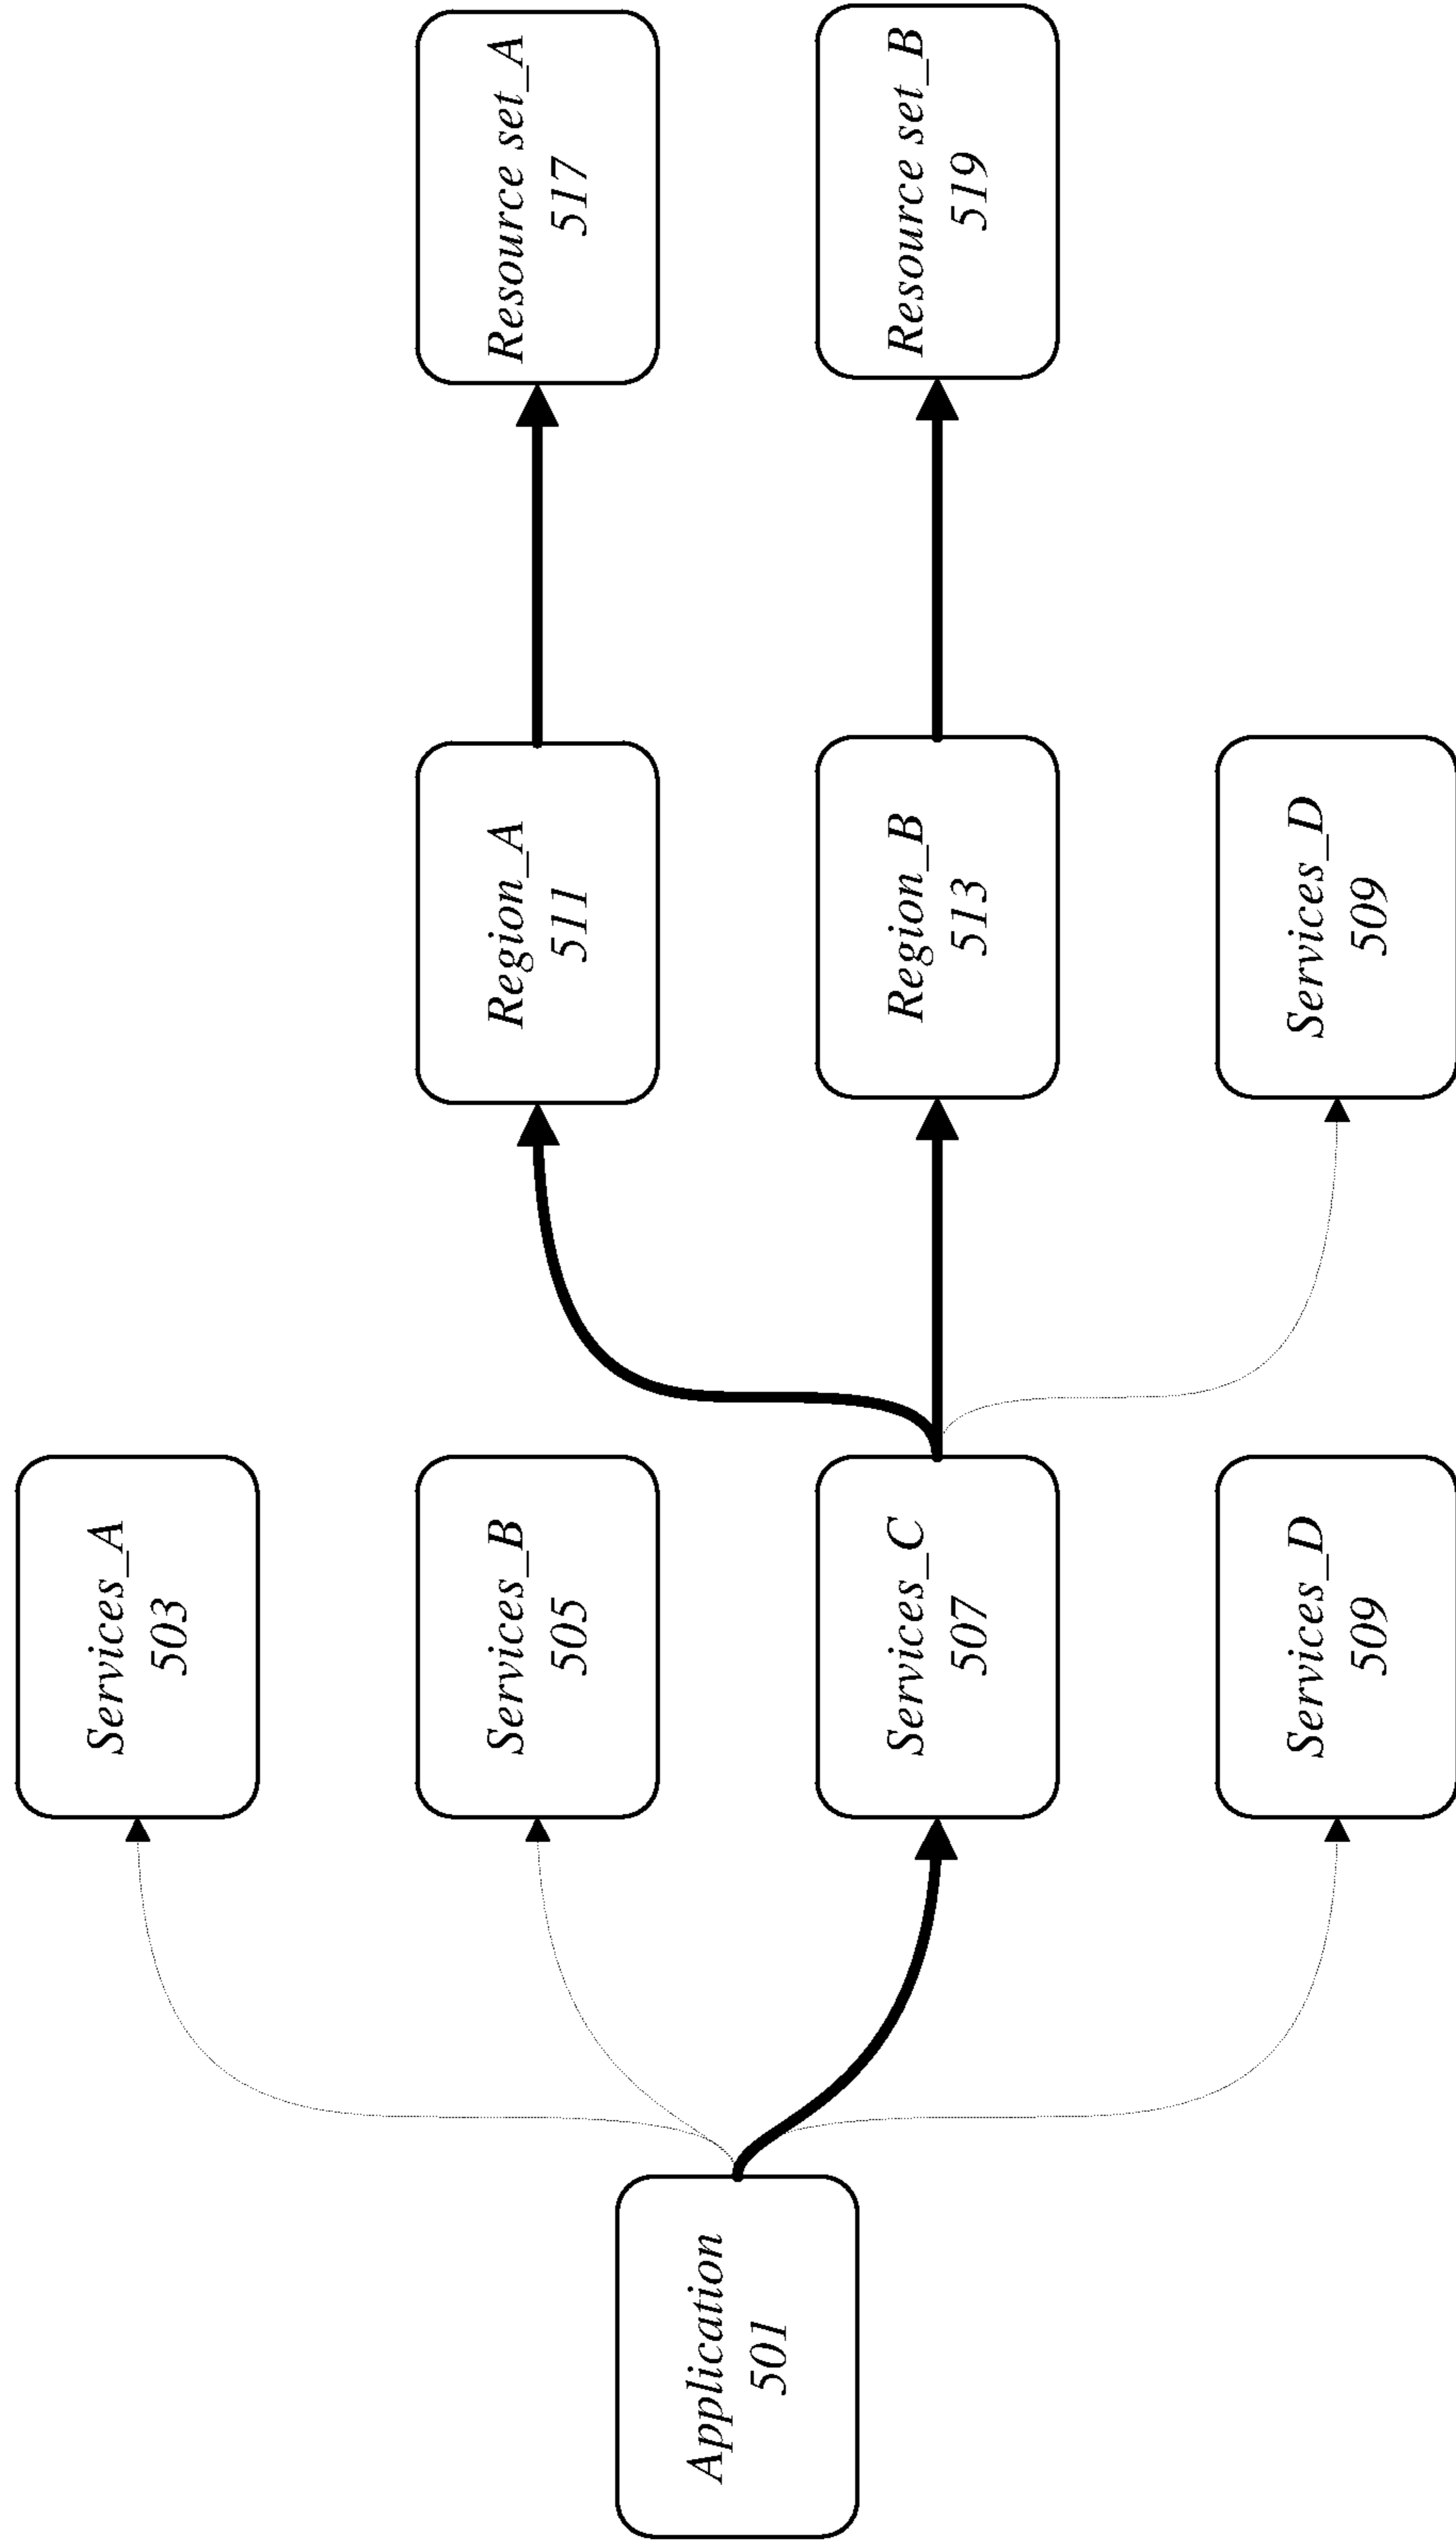 Application
501
Services_A
503
Services_B
505
Services_C
507
Services_D
509
Region_A
511
Region_B
513
Services_D
509
Resource set_A
517
Resource set_B
519